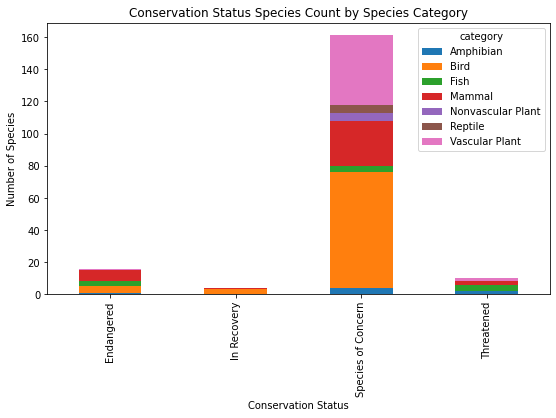 Conservation Status Species Count by Species Category
category
Amphibian
Bird
Fish
Mammal
Nonvascular Plant
Reptile
Vascular Plant
Number of Species
160
140
120
100
80
60
40
20
0
Endangered
In Recovery
Species of Concern
Threatened
Conservation Status